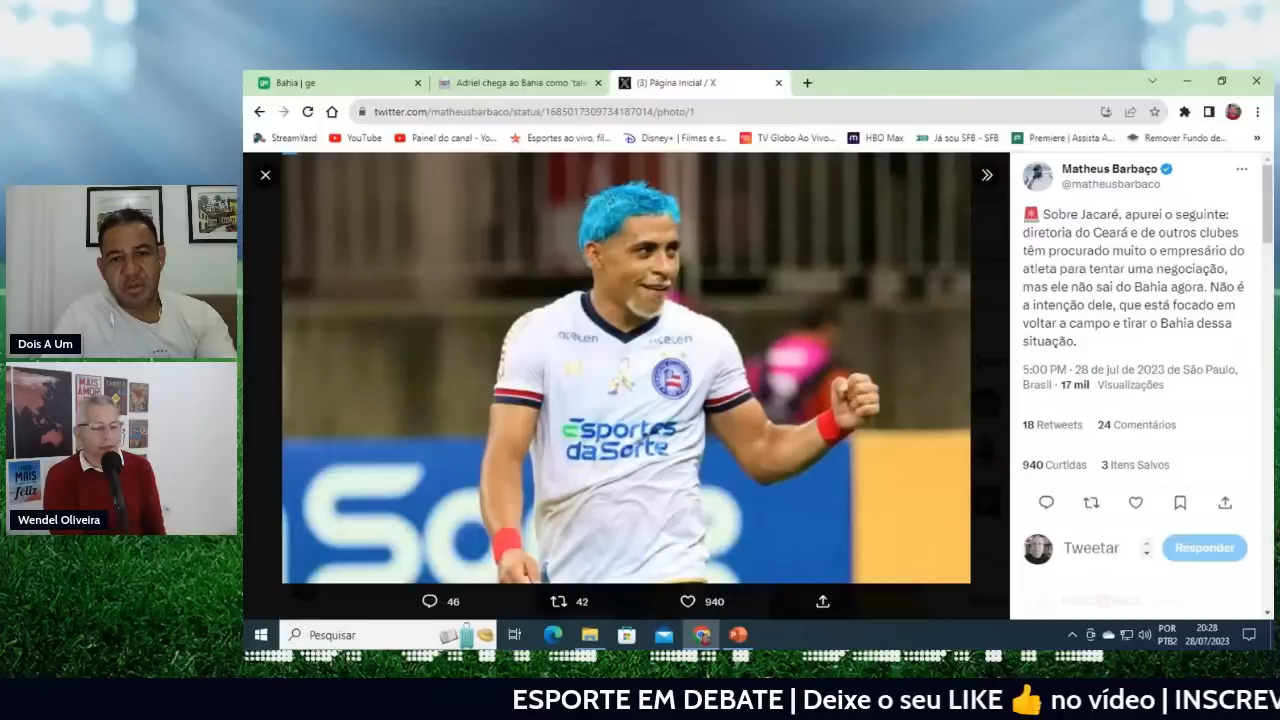 Bahia | ge
Adriel chega ao Bahia como 'tale
(3) Página inicial / X
twitter.com/matheusbarbaco/status/1685017309734187014/photo/1
StreamYard
YouTube
Painel do canal - Yo...
Esportes ao vivo, fil...
Disney+ | Filmes e s...
TV Globo Ao Vivo...
HBO Max
Já sou SFB - SFB
Premiere | Assista A...
Remover Fundo de...
Matheus Barbaço
@matheusbarbaco
Sobre Jacaré, apurei o seguinte:
diretoria do Ceará e de outros clubes
têm procurado muito o empresário do
atleta para tentar uma negociação,
mas ele não sai do Bahia agora. Não é
a intenção dele, que está focado em
voltar a campo e tirar o Bahia dessa
situação.
5:00 PM · 28 de jul de 2023 de São Paulo,
Brasil · 17 mil Visualizações
18 Retweets 24 Comentários
940 Curtidas 3 Itens Salvos
Tweetar
Responder
Esportes
da Sorte
46
42
940
Dois A Um
MAIS
AMOR
MAIS
feliz
Wendel Oliveira
Pesquisar
POR
PTB2
20:28
28/07/2023
ESPORTE EM DEBATE | Deixe o seu LIKE 👍 no vídeo | INSCREV